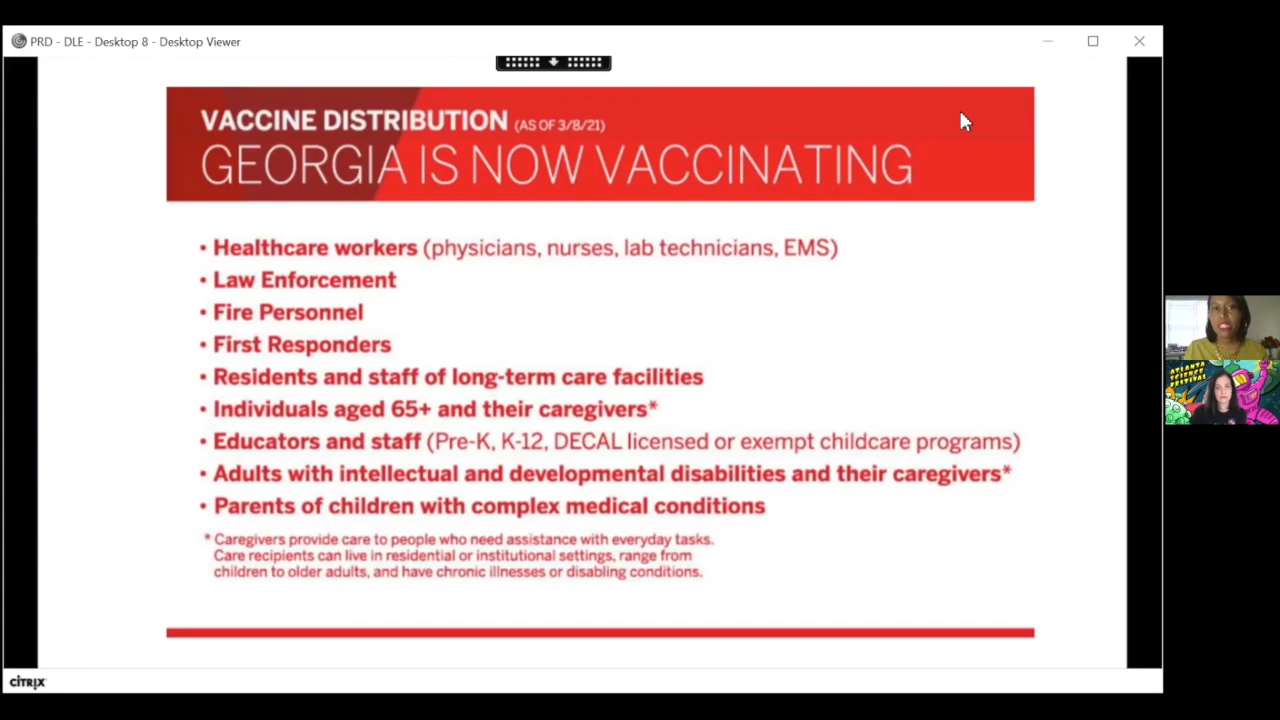 PRD - DLE - Desktop 8 - Desktop Viewer
VACCINE DISTRIBUTION (AS OF 3/8/21)
GEORGIA IS NOW VACCINATING
• Healthcare workers (physicians, nurses, lab technicians, EMS)
• Law Enforcement
• Fire Personnel
• First Responders
• Residents and staff of long-term care facilities
• Individuals aged 65+ and their caregivers*
• Educators and staff (Pre-K, K-12, DECAL licensed or exempt childcare programs)
• Adults with intellectual and developmental disabilities and their caregivers*
• Parents of children with complex medical conditions
* Caregivers provide care to people who need assistance with everyday tasks.
Care recipients can live in residential or institutional settings, range from
children to older adults, and have chronic illnesses or disabling conditions.
ATLANTA
SCIENCE
FESTIVAL
citrix